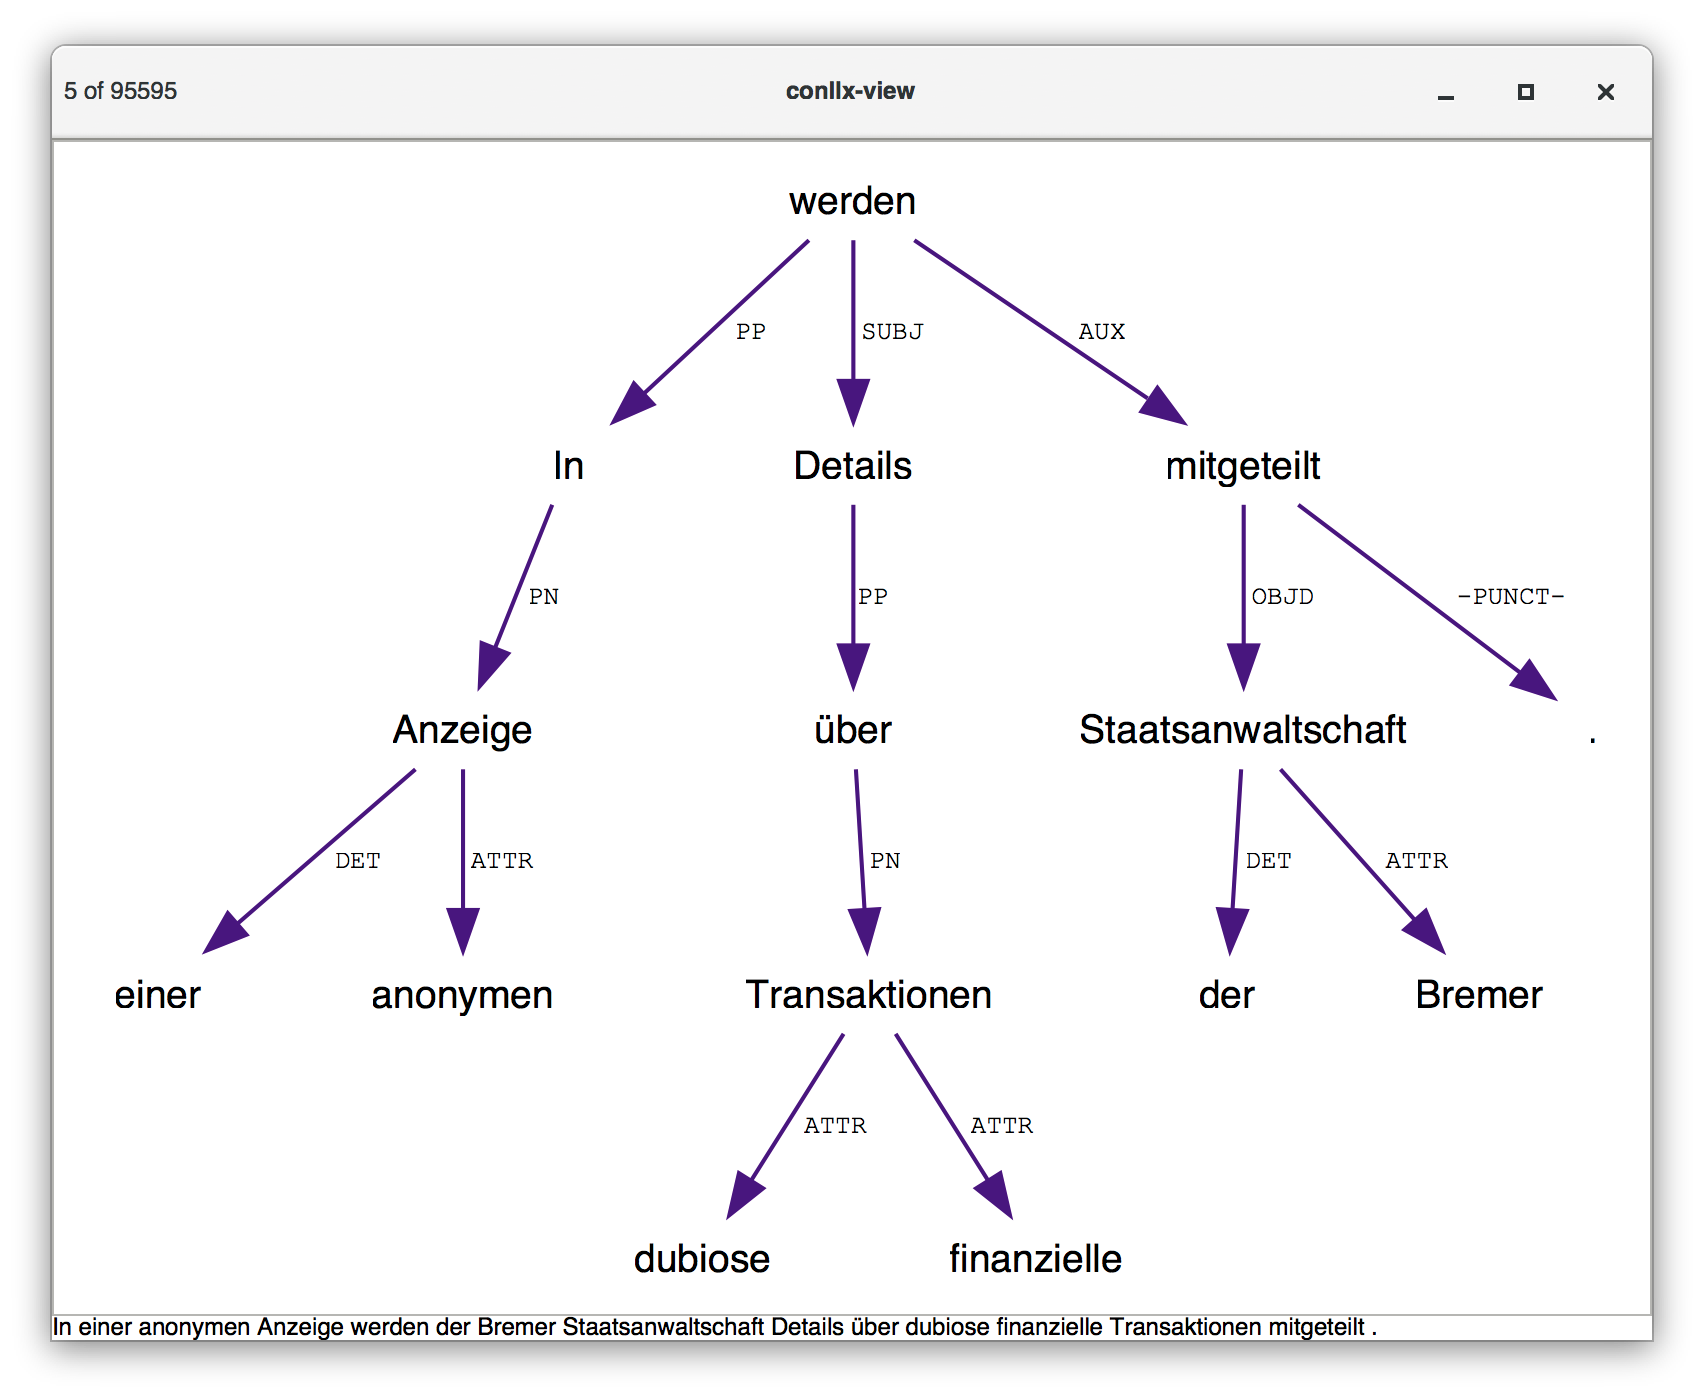 5 of 95595 conllx-view
werden
PP SUBJ AUX
In Details mitgeteilt
PN PP OBJD -PUNCT-
Anzeige über Staatsanwaltschaft .
DET ATTR PN DET ATTR
einer anonymen Transaktionen der Bremer
ATTR ATTR
dubiose finanzielle
In einer anonymen Anzeige werden der Bremer Staatsanwaltschaft Details über dubiose finanzielle Transaktionen mitgeteilt .